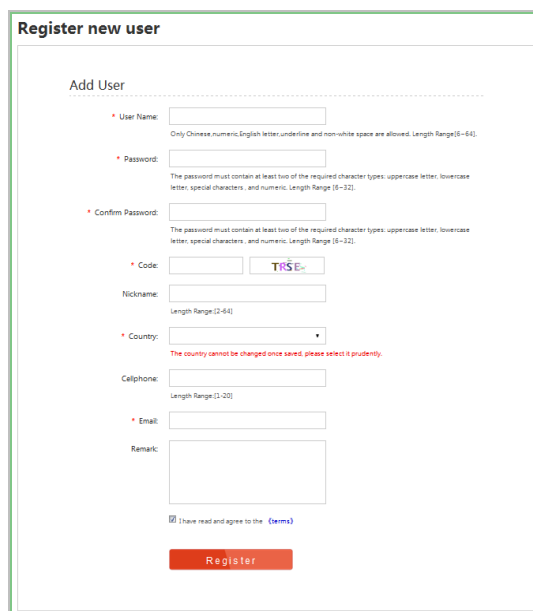 Register new user
Add User
* User Name:
Only Chinese,numeric,English letter,underline and non-white space are allowed. Length Range[6~64].
* Password:
The password must contain at least two of the required character types: uppercase letter, lowercase
letter, special characters , and numeric. Length Range [6~32].
* Confirm Password:
The password must contain at least two of the required character types: uppercase letter, lowercase
letter, special characters , and numeric. Length Range [6~32].
* Code:
TRSE
Nickname:
Length Range:[2-64]
* Country:
The country cannot be changed once saved, please select it prudently.
Cellphone:
Length Range:[1-20]
* Email:
Remark:
I have read and agree to the 《terms》
Register